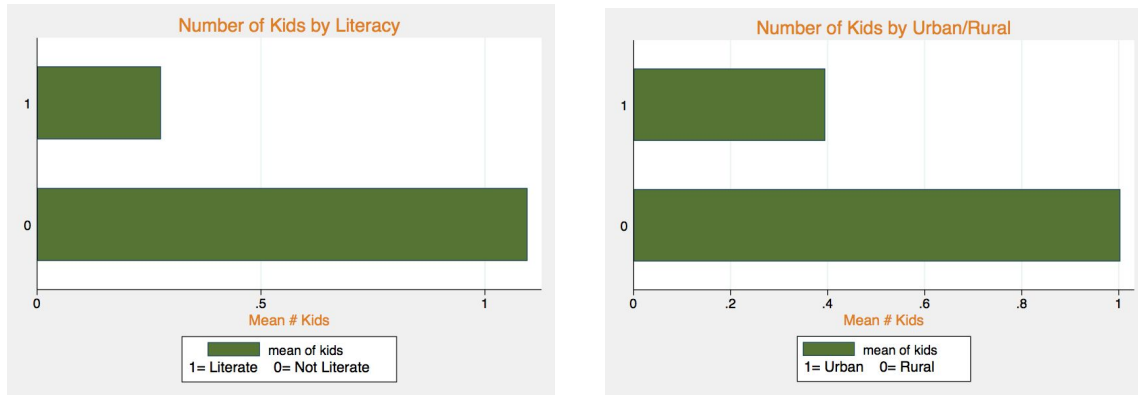 Number of Kids by Literacy
1
0
0 .5 1
Mean # Kids
mean of kids
1= Literate 0= Not Literate
Number of Kids by Urban/Rural
1
0
0 .2 .4 .6 .8 1
Mean # Kids
mean of kids
1= Urban 0= Rural